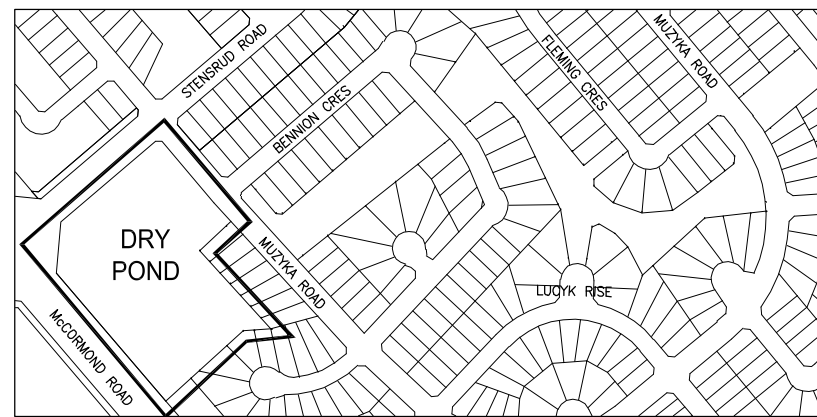 STENSRUD ROAD
BENNION CRES
FLEMING CRES
MUZYKA ROAD
DRY
POND
MUZYKA ROAD
LUCYK RISE
McCORMOND ROAD